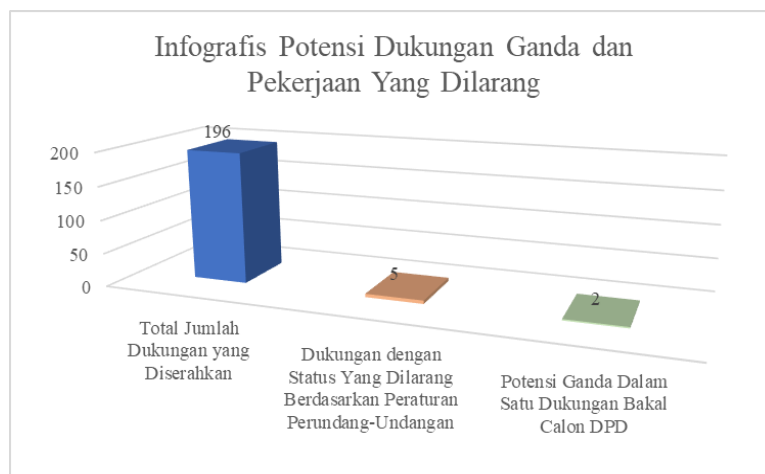 Infografis Potensi Dukungan Ganda dan
Pekerjaan Yang Dilarang
196
200
150
100
50
0
5
2
Total Jumlah
Dukungan yang
Diserahkan
Dukungan dengan
Status Yang Dilarang
Berdasarkan Peraturan
Perundang-Undangan
Potensi Ganda Dalam
Satu Dukungan Bakal
Calon DPD